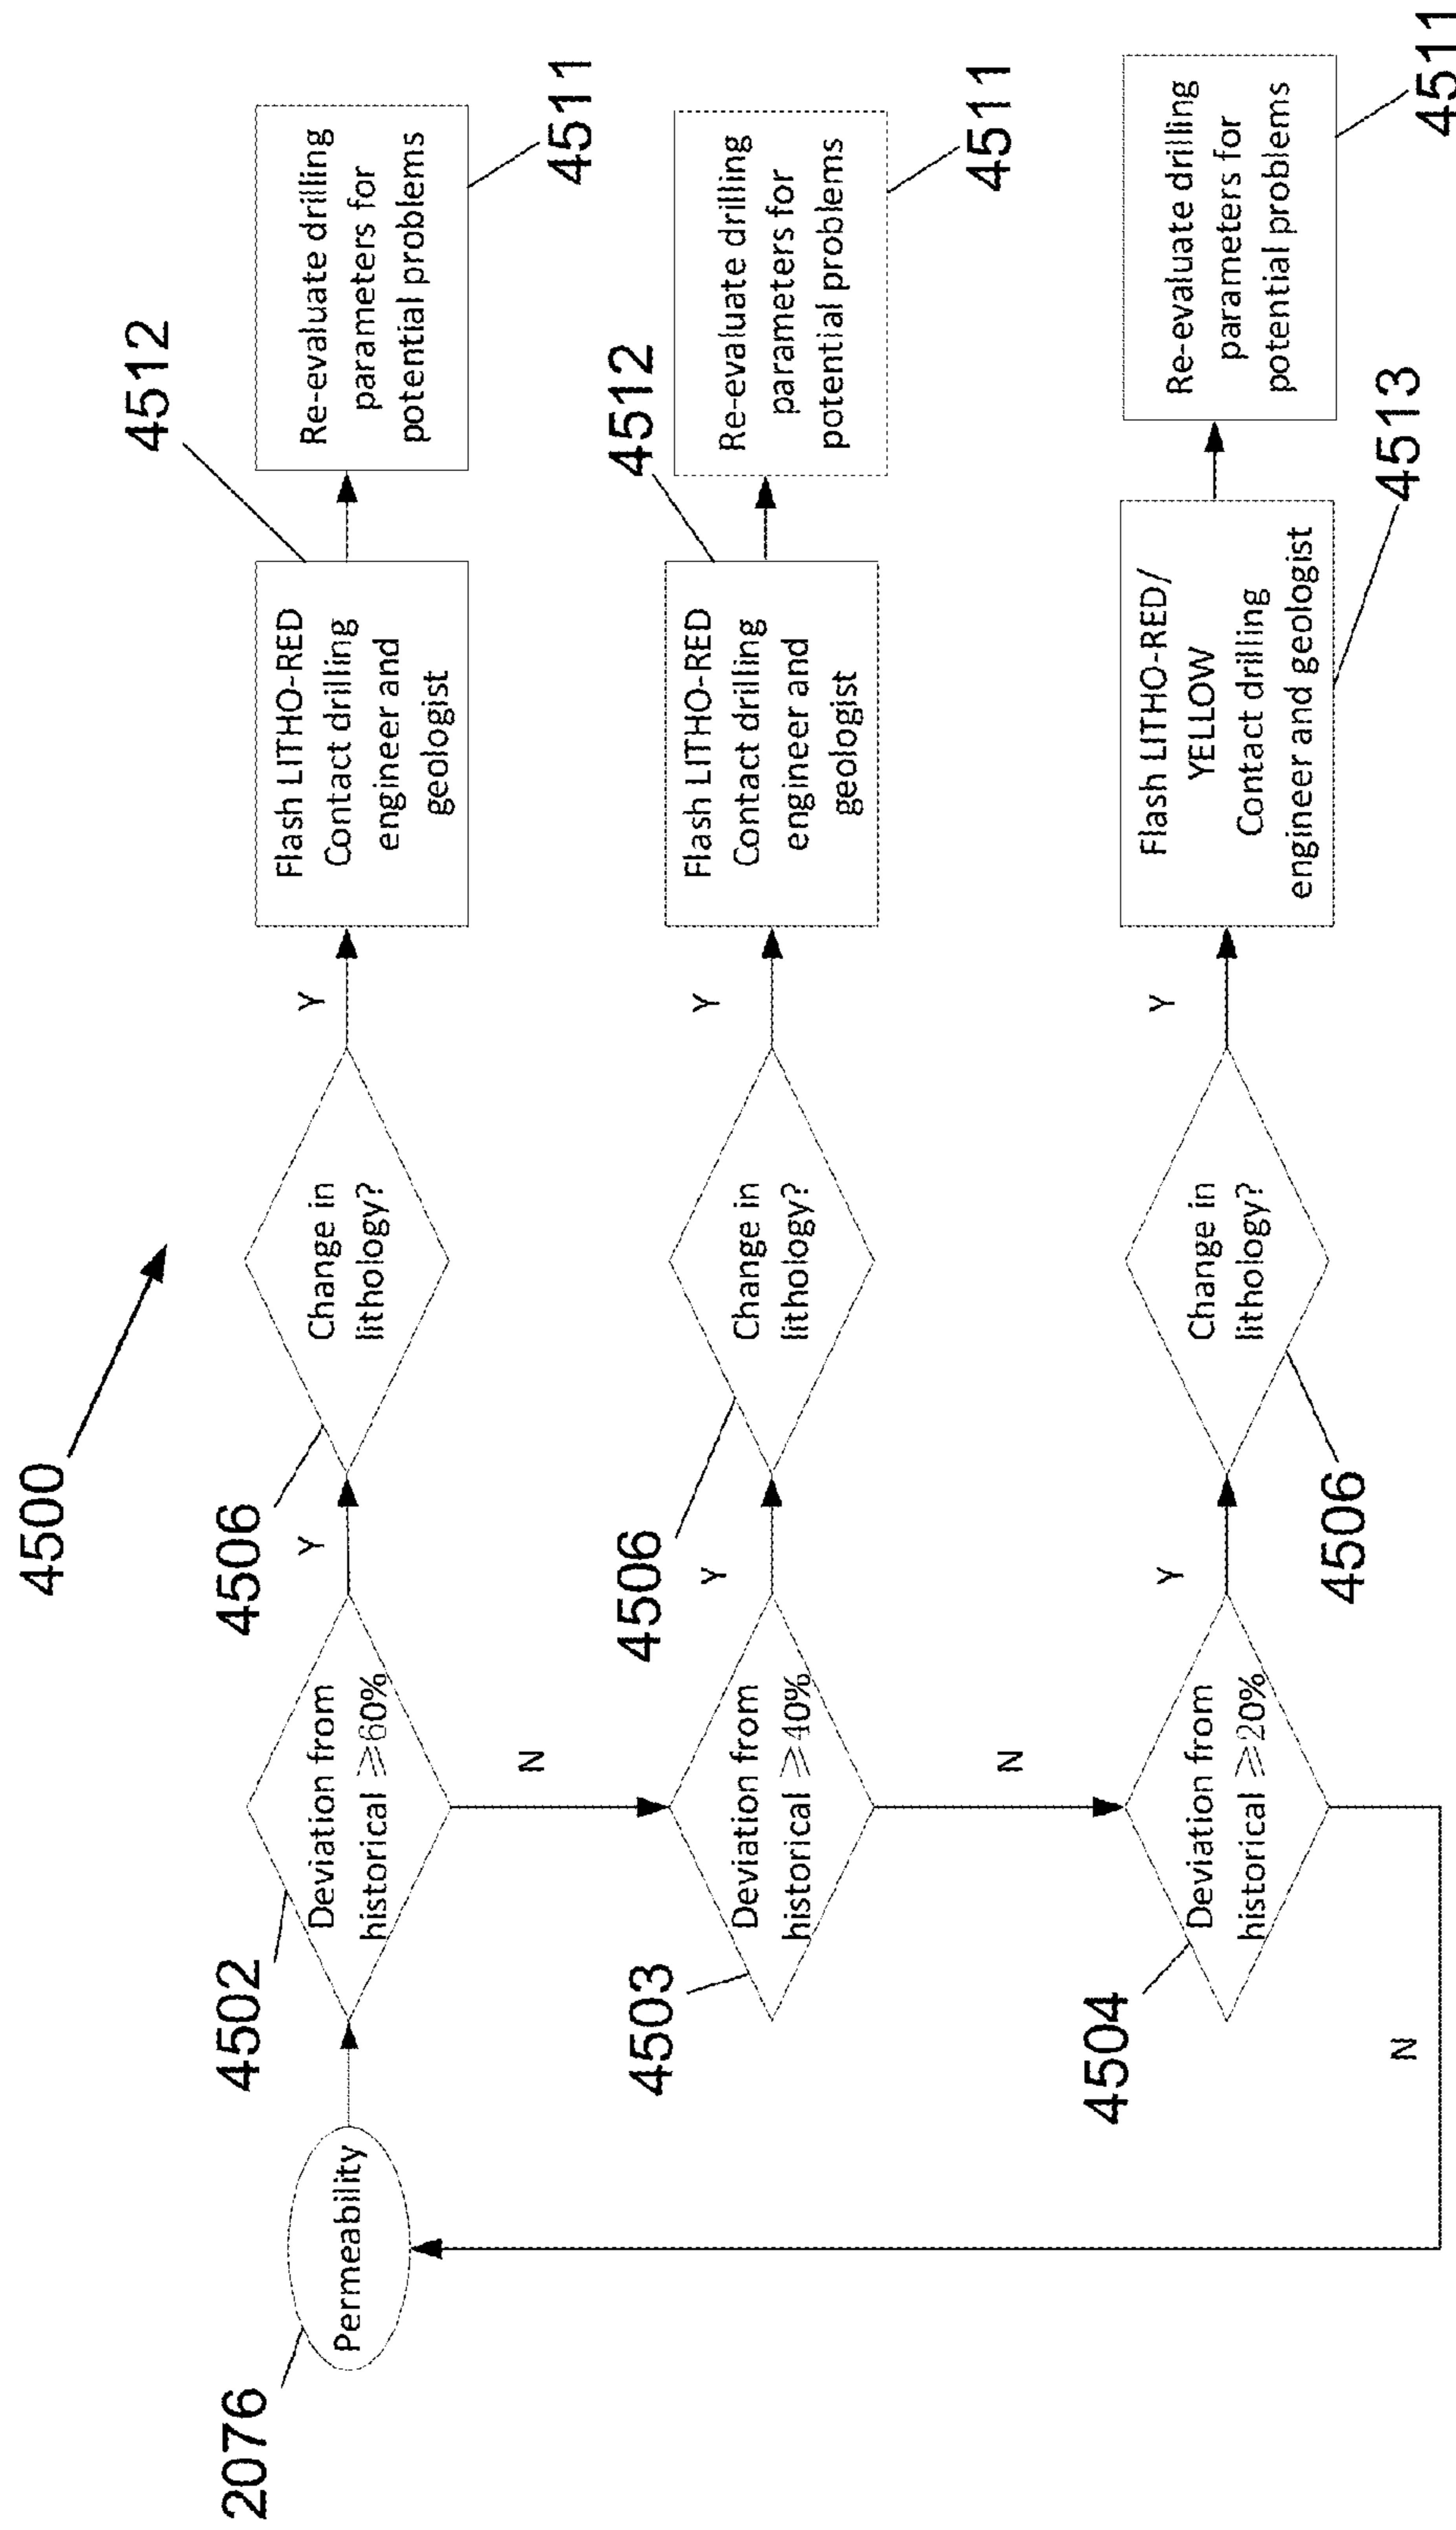 4500
2076
Permeability
4502
Deviation from
historical ≥60%
Y
4506
Change in
lithology?
Y
4512
Flash LITHO-RED
Contact drilling
engineer and
geologist
Re-evaluate drilling
parameters for
potential problems
4511
N
4503
Deviation from
historical ≥40%
Y
4506
Change in
lithology?
Y
4512
Flash LITHO-RED
Contact drilling
engineer and
geologist
Re-evaluate drilling
parameters for
potential problems
4511
N
4504
Deviation from
historical ≥20%
Y
4506
Change in
lithology?
Y
Flash LITHO-RED/
YELLOW
Contact drilling
engineer and geologist
4513
Re-evaluate drilling
parameters for
potential problems
4511
N